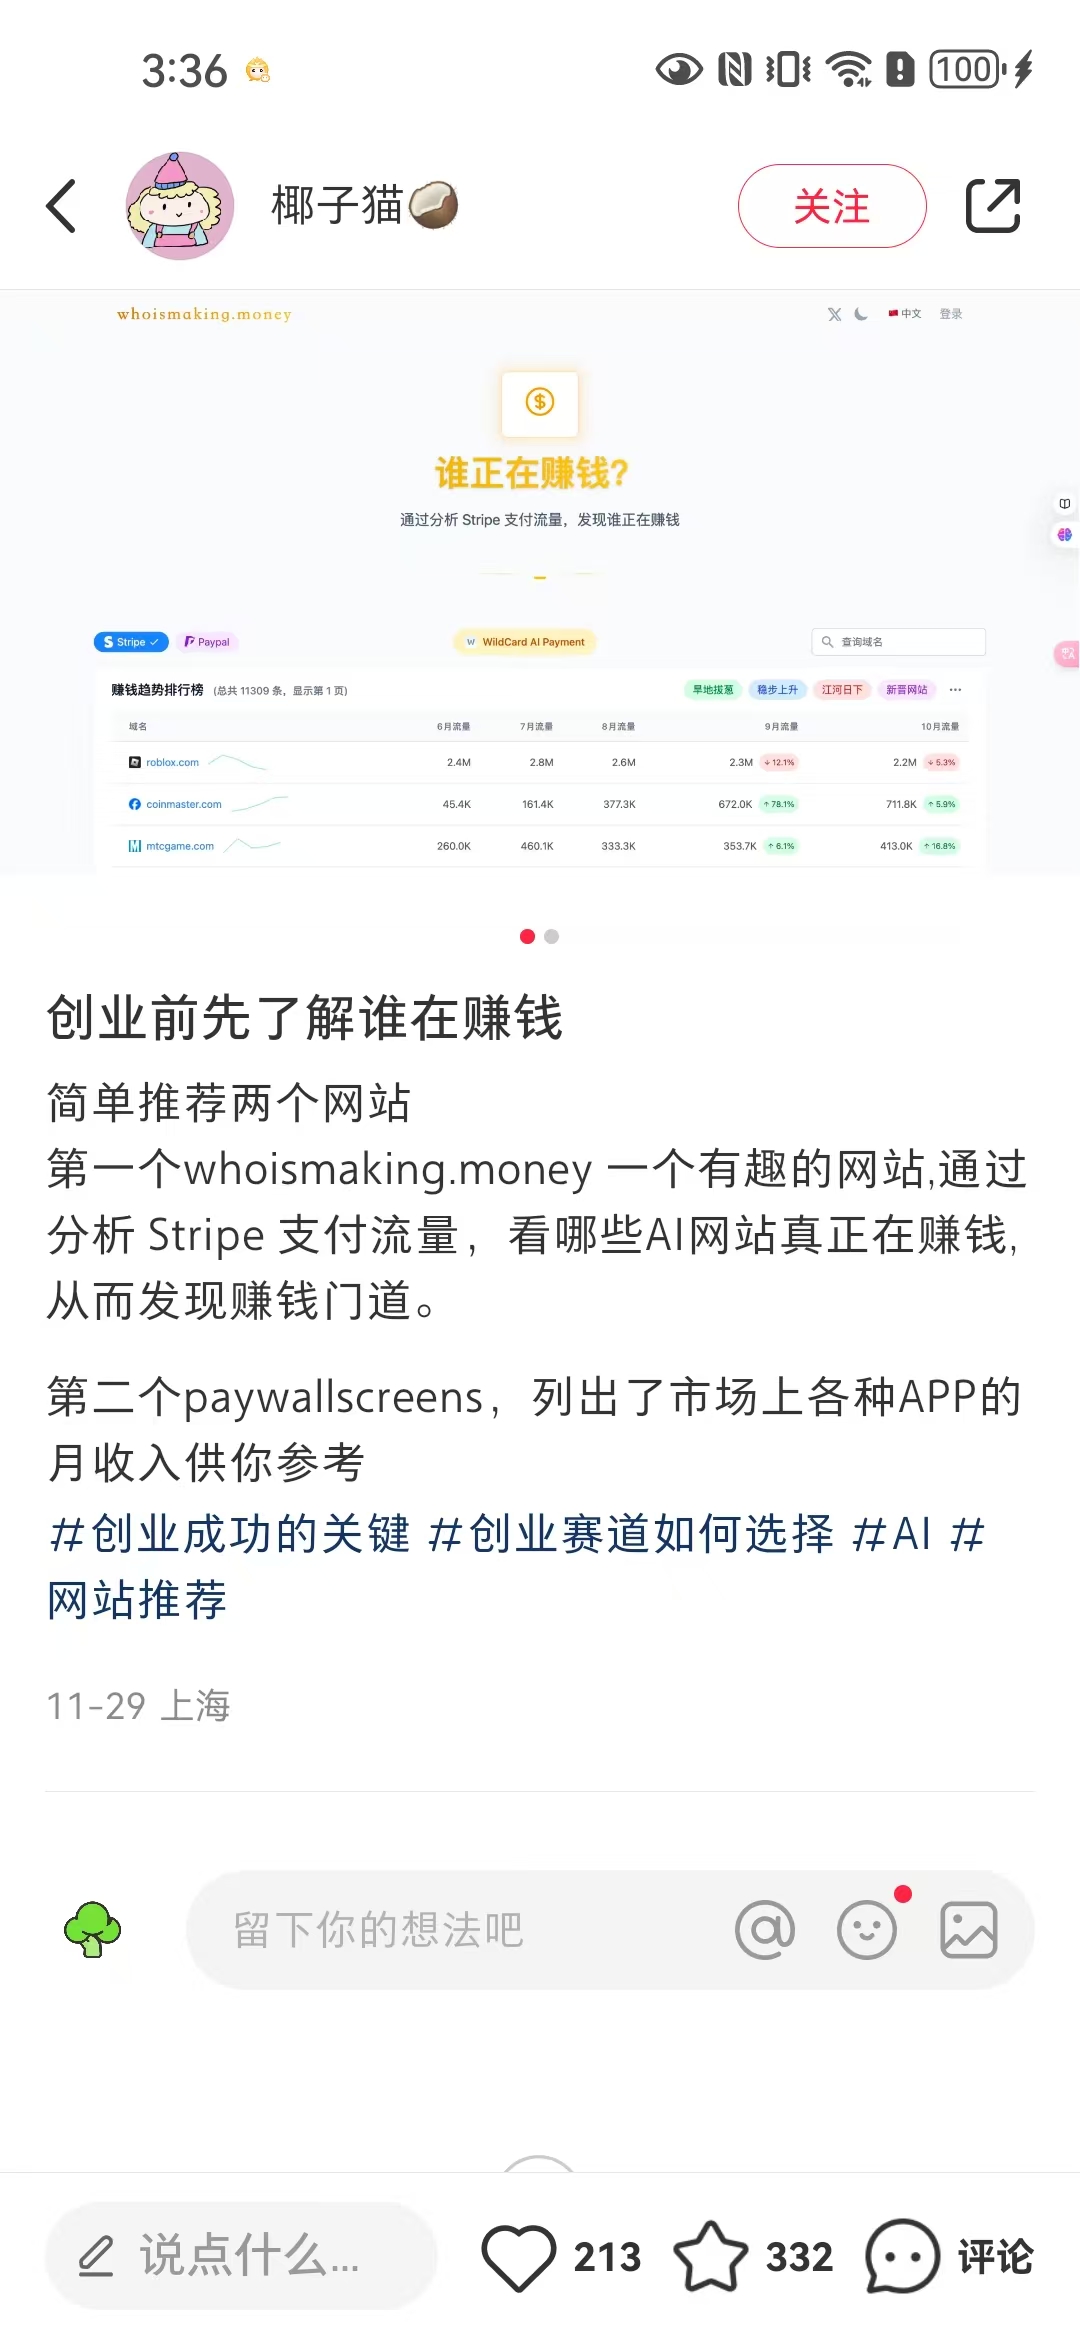 3:36
100
椰子猫
关注
whoismaking.money
中文
登录
谁正在赚钱?
通过分析 Stripe 支付流量，发现谁正在赚钱
Stripe
Paypal
W WildCard AI Payment
查询域名
赚钱趋势排行榜 (总共 11309 条，显示第 1 页)
旱地拔葱 稳步上升 江河日下 新晋网站 ...
域名 6月流量 7月流量 8月流量 9月流量 10月流量
roblox.com 2.4M 2.8M 2.6M 2.3M ↓ 12.1% 2.2M ↓ 5.3%
coinmaster.com 45.4K 161.4K 377.3K 672.0K ↑ 78.1% 711.8K ↑ 5.9%
mtcgame.com 260.0K 460.1K 333.3K 353.7K ↑ 6.1% 413.0K ↑ 16.8%
创业前先了解谁在赚钱
简单推荐两个网站
第一个whoismaking.money 一个有趣的网站,通过
分析 Stripe 支付流量，看哪些AI网站真正在赚钱,
从而发现赚钱门道。
第二个paywallscreens，列出了市场上各种APP的
月收入供你参考
#创业成功的关键 #创业赛道如何选择 #AI #
网站推荐
11-29 上海
留下你的想法吧
说点什么...
213
332
评论